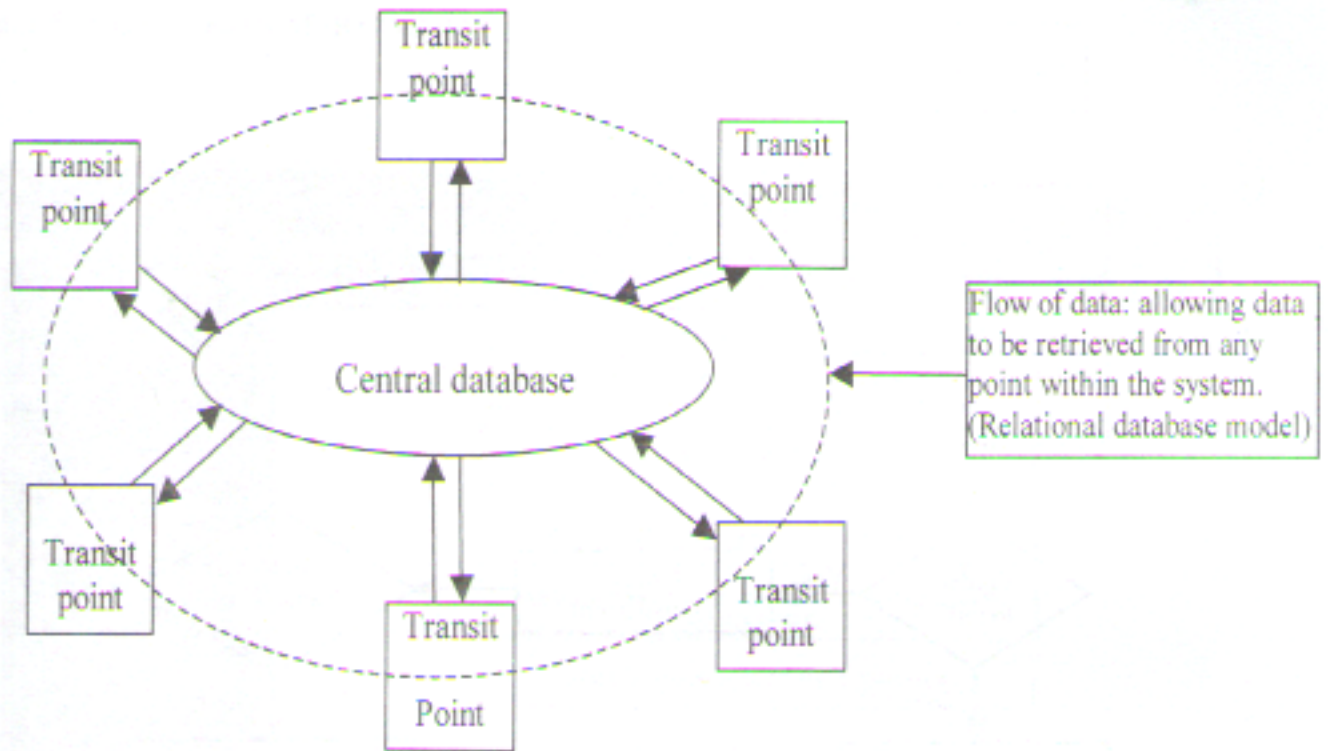 Transit
point
Transit
point
Transit
point
Central database
Flow of data: allowing data
to be retrieved from any
point within the system.
(Relational database model)
Transit
point
Transit
Point
Transit
point